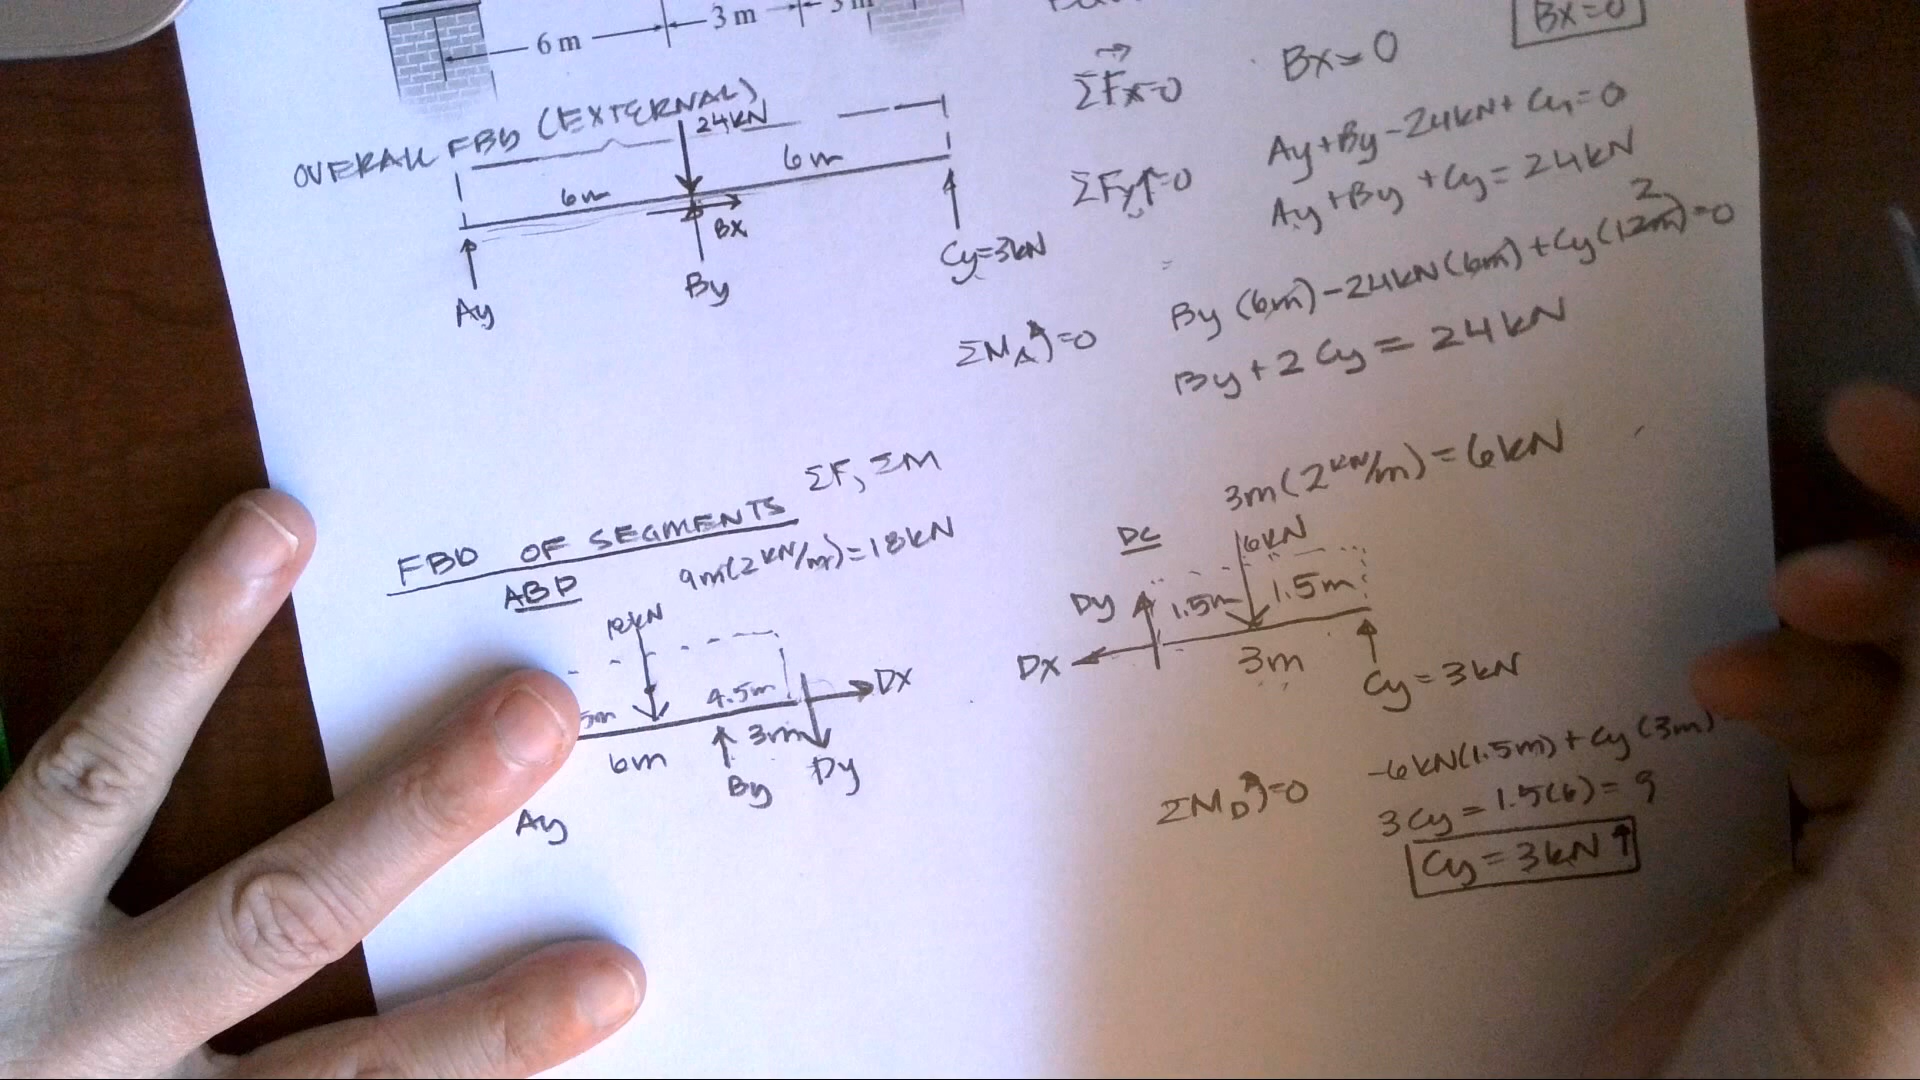 6 m
3 m
3 m
Bx=0
ΣFx=0
Bx=0
OVERALL FBD (EXTERNAL)
24kN
6m
6m
Bx
Ay
By
Cy=3kN
ΣFy↑=0
Ay+By-24kN+Cy=0
Ay+By+Cy=24kN
ΣMA=0
By(6m)-24kN(6m)+Cy(12m)=0
2
By+2Cy=24kN
FBD OF SEGMENTS
ΣF, ΣM
ABD
9m(2kN/m)=18kN
18kN
5m
4.5m
Dx
6m
3m
By
Dy
Ay
3m(2kN/m)=6kN
DC
6kN
Dy
1.5m
1.5m
Dx
3m
Cy=3kN
ΣMD=0
-6kN(1.5m)+Cy(3m)
3Cy=1.5(6)=9
Cy=3kN↑